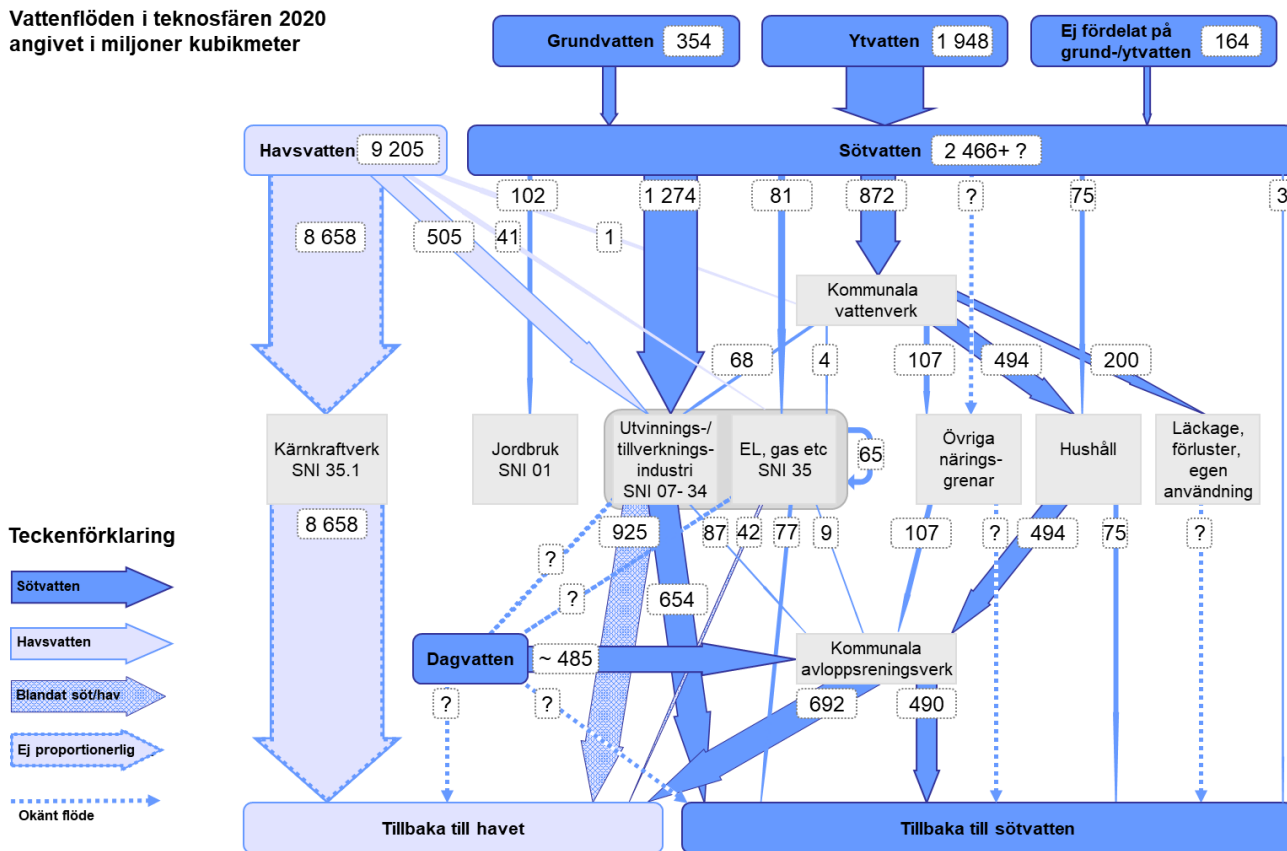 Vattenflöden i teknosfären 2020
angivet i miljoner kubikmeter
Grundvatten 354
Ytvatten 1 948
Ej fördelat på
grund-/ytvatten
164
Havsvatten 9 205
Sötvatten 2 466+ ?
102
1 274
81
872
?
75
3
8 658
505
41
1
Kommunala
vattenverk
68
4
107
494
200
Kärnkraftverk
SNI 35.1
Jordbruk
SNI 01
Utvinnings-/
tillverknings-
industri
SNI 07- 34
EL, gas etc
SNI 35
65
Övriga
närings-
grenar
Hushåll
Läckage,
förluster,
egen
användning
8 658
925
87
42
77
9
107
?
494
75
?
Teckenförklaring
Sötvatten
Havsvatten
Blandat söt/hav
Ej proportionerlig
Okänt flöde
?
?
654
Dagvatten
~ 485
Kommunala
avloppsreningsverk
?
?
692
490
Tillbaka till havet
Tillbaka till sötvatten